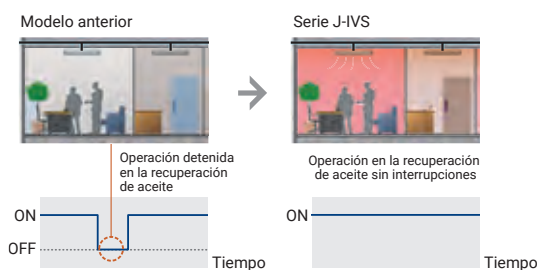 Modelo anterior
Serie J-IVS
Operación detenida
en la recuperación
de aceite
Operación en la recuperación
de aceite sin interrupciones
ON
OFF
Tiempo
ON
Tiempo